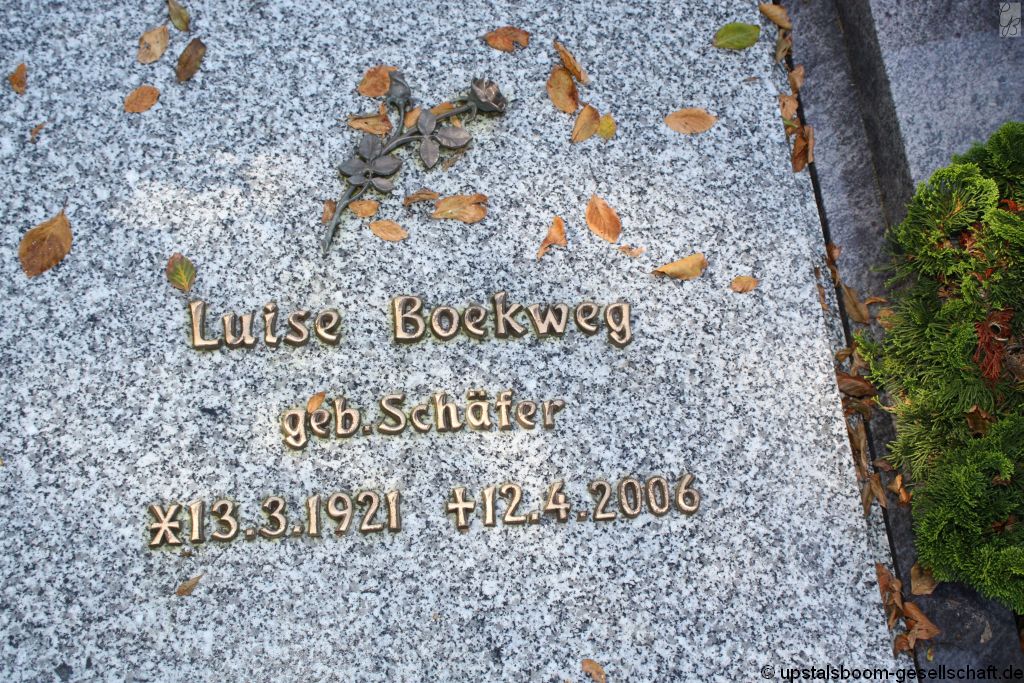 Luise Boekweg
geb. Schäfer
*13.3.1921 †12.4.2006
© upstalsboom-gesellschaft.de